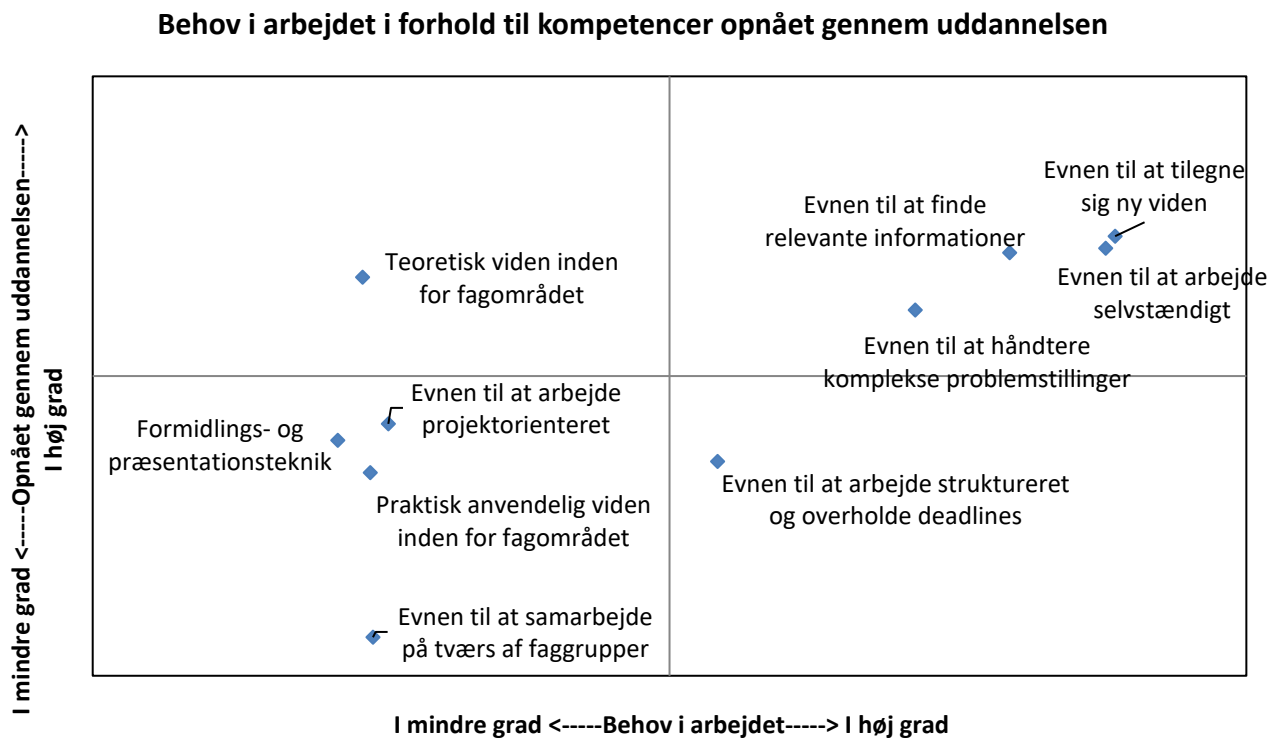 Behov i arbejdet i forhold til kompetencer opnået gennem uddannelsen
I mindre grad <-----Opnået gennem uddannelsen----->
I høj grad
Evnen til at tilegne
sig ny viden
Evnen til at finde
relevante informationer
Teoretisk viden inden
for fagområdet
Evnen til at arbejde
selvstændigt
Evnen til at håndtere
komplekse problemstillinger
Evnen til at arbejde
projektorienteret
Formidlings- og
præsentationsteknik
Praktisk anvendelig viden
inden for fagområdet
Evnen til at arbejde struktureret
og overholde deadlines
Evnen til at samarbejde
på tværs af faggrupper
I mindre grad <-----Behov i arbejdet-----> I høj grad